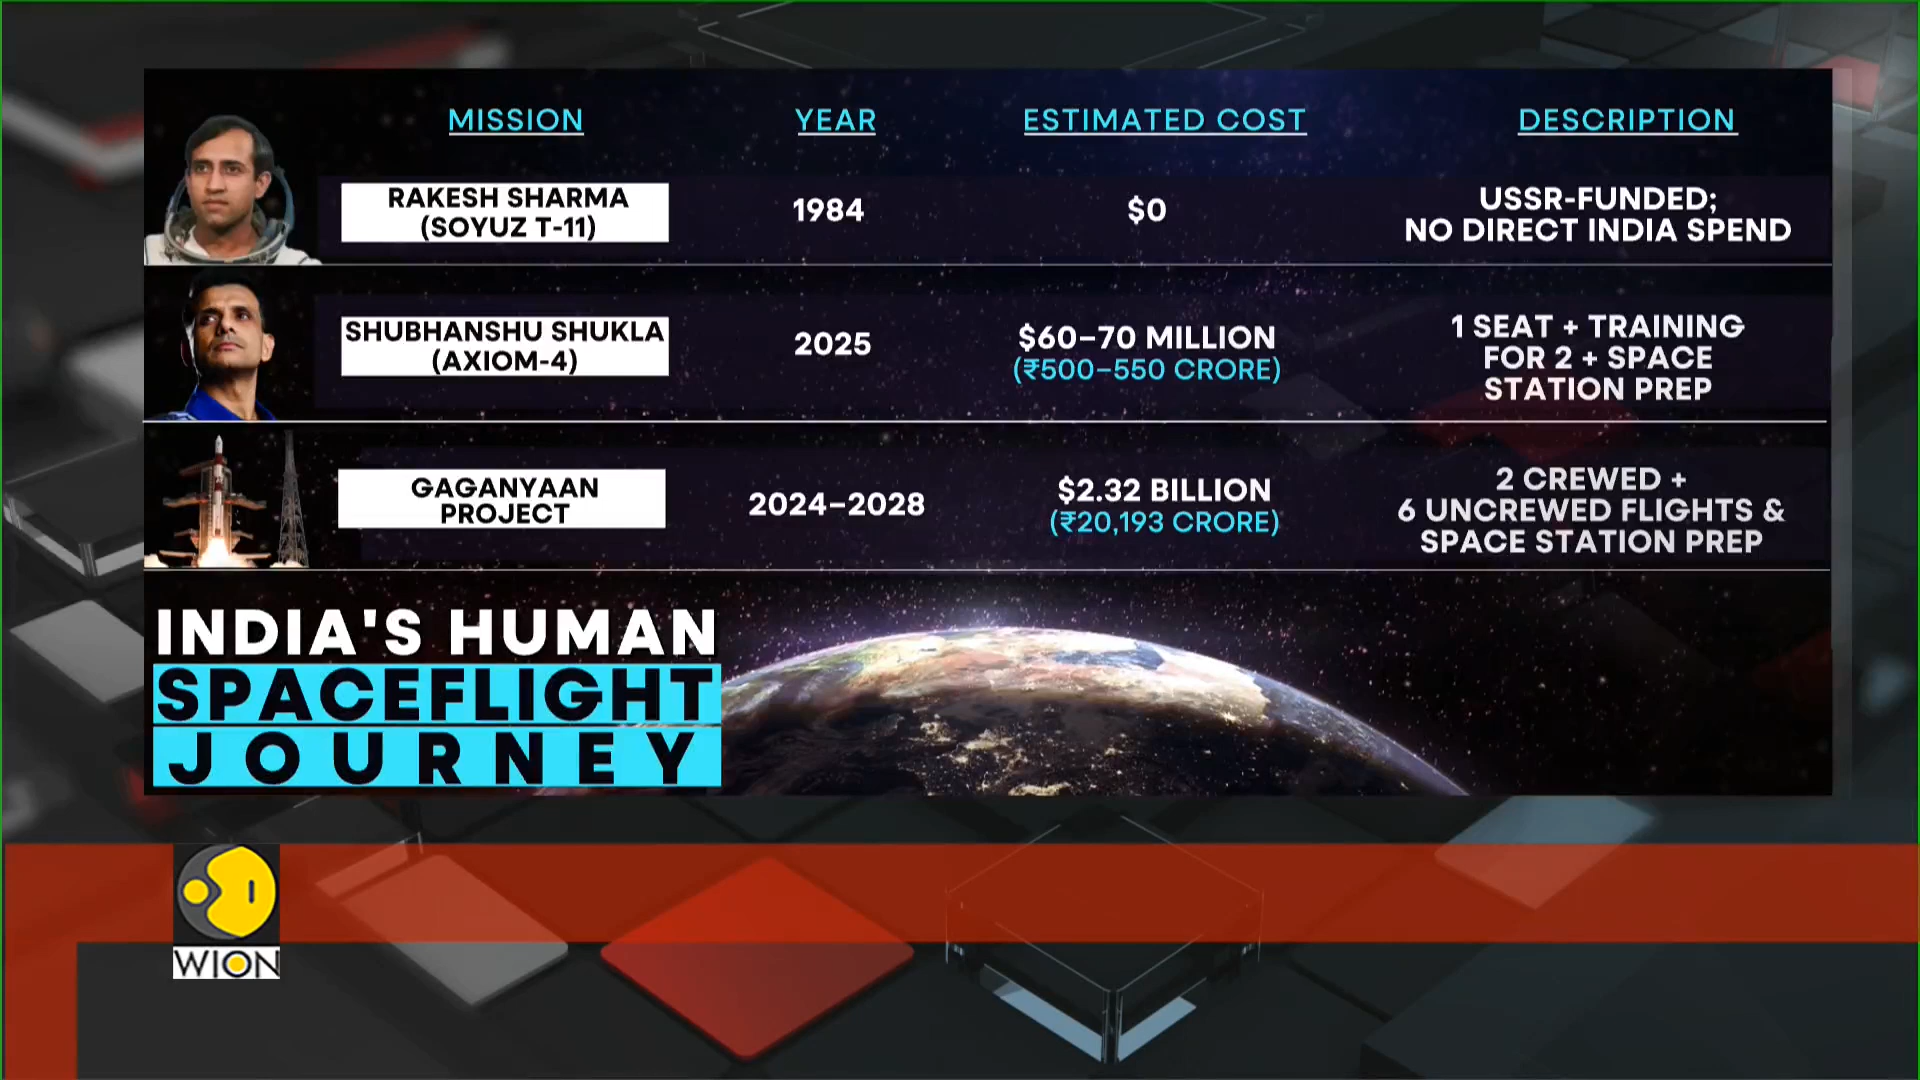 MISSION YEAR ESTIMATED COST DESCRIPTION
RAKESH SHARMA
(SOYUZ T-11)
1984
$0
USSR-FUNDED;
NO DIRECT INDIA SPEND
SHUBHANSHU SHUKLA
(AXIOM-4)
2025
$60–70 MILLION
(₹500–550 CRORE)
1 SEAT + TRAINING
FOR 2 + SPACE
STATION PREP
GAGANYAAN
PROJECT
2024–2028
$2.32 BILLION
(₹20,193 CRORE)
2 CREWED +
6 UNCREWED FLIGHTS &
SPACE STATION PREP
INDIA'S HUMAN
SPACEFLIGHT
JOURNEY
WION